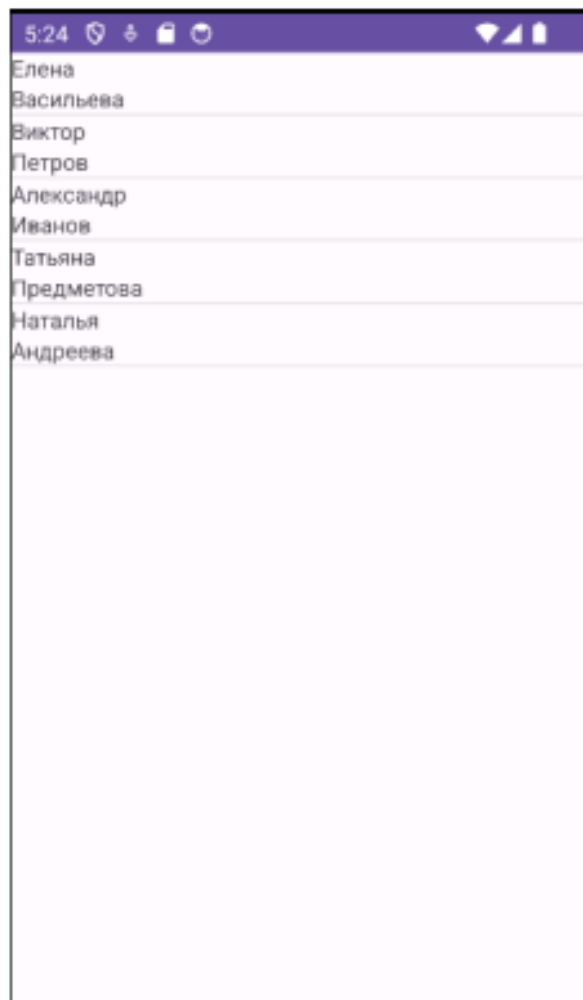 5:24
Елена
Васильева
Виктор
Петров
Александр
Иванов
Татьяна
Предметова
Наталья
Андреева